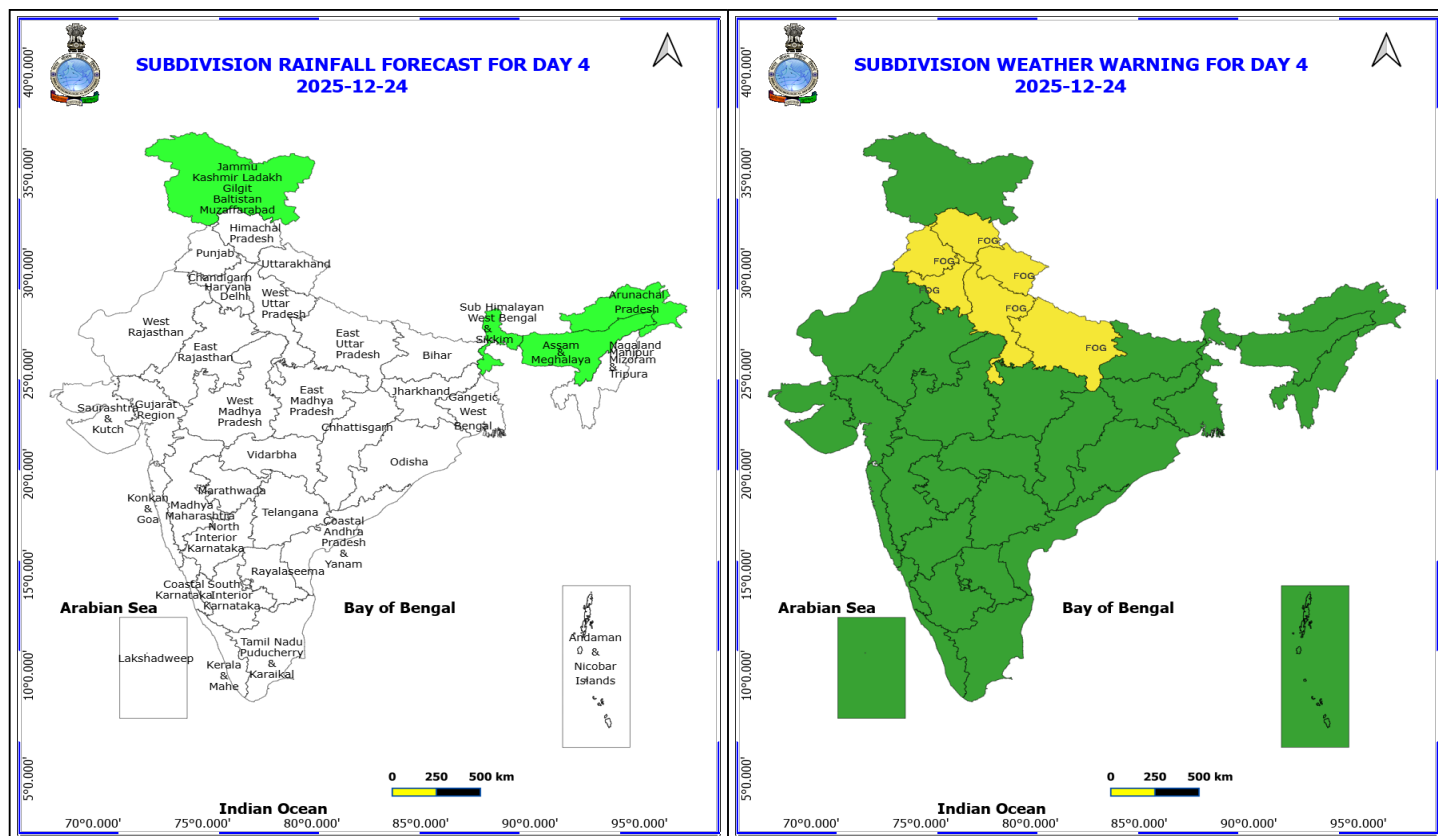 SUBDIVISION RAINFALL FORECAST FOR DAY 4
2025-12-24
40°0.000'
35°0.000'
30°0.000'
25°0.000'
20°0.000'
15°0.000'
10°0.000'
5°0.000'
Jammu
Kashmir Ladakh
Gilgit
Baltistan
Muzaffarabad
Himachal
Pradesh
Punjab
Uttarakhand
Chandigarh
Haryana
Delhi
West
Uttar
Pradesh
West
Rajasthan
East
Rajasthan
East
Uttar
Pradesh
Bihar
Sub Himalayan
West Bengal
&
Sikkim
Arunachal
Pradesh
Assam
&
Meghalaya
Nagaland
Manipur
Mizoram
&
Tripura
Saurashtra
&
Kutch
Gujarat
Region
West
Madhya
Pradesh
East
Madhya
Pradesh
Jharkhand
Gangetic
West
Bengal
Chhattisgarh
Vidarbha
Odisha
Konkan
&
Goa
Madhya
Maharashtra
Marathwada
Telangana
North
Interior
Karnataka
Coastal
Andhra
Pradesh
&
Yanam
Rayalaseema
Coastal
Karnataka
South
Interior
Karnataka
Arabian Sea
Bay of Bengal
Lakshadweep
Kerala
&
Mahe
Tamil Nadu
Puducherry
&
Karaikal
Andaman
&
Nicobar
Islands
0 250 500 km
Indian Ocean
70°0.000' 75°0.000' 80°0.000' 85°0.000' 90°0.000' 95°0.000'
SUBDIVISION WEATHER WARNING FOR DAY 4
2025-12-24
40°0.000'
35°0.000'
30°0.000'
25°0.000'
20°0.000'
15°0.000'
10°0.000'
5°0.000'
FOG
FOG
FOG
FOG
FOG
FOG
Arabian Sea
Bay of Bengal
0 250 500 km
Indian Ocean
70°0.000' 75°0.000' 80°0.000' 85°0.000' 90°0.000' 95°0.000'